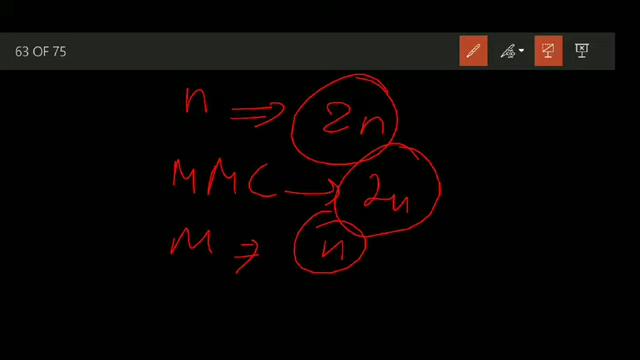 63 OF 75
n ⇒ 2n
MMC → 2n
M ⇒ n